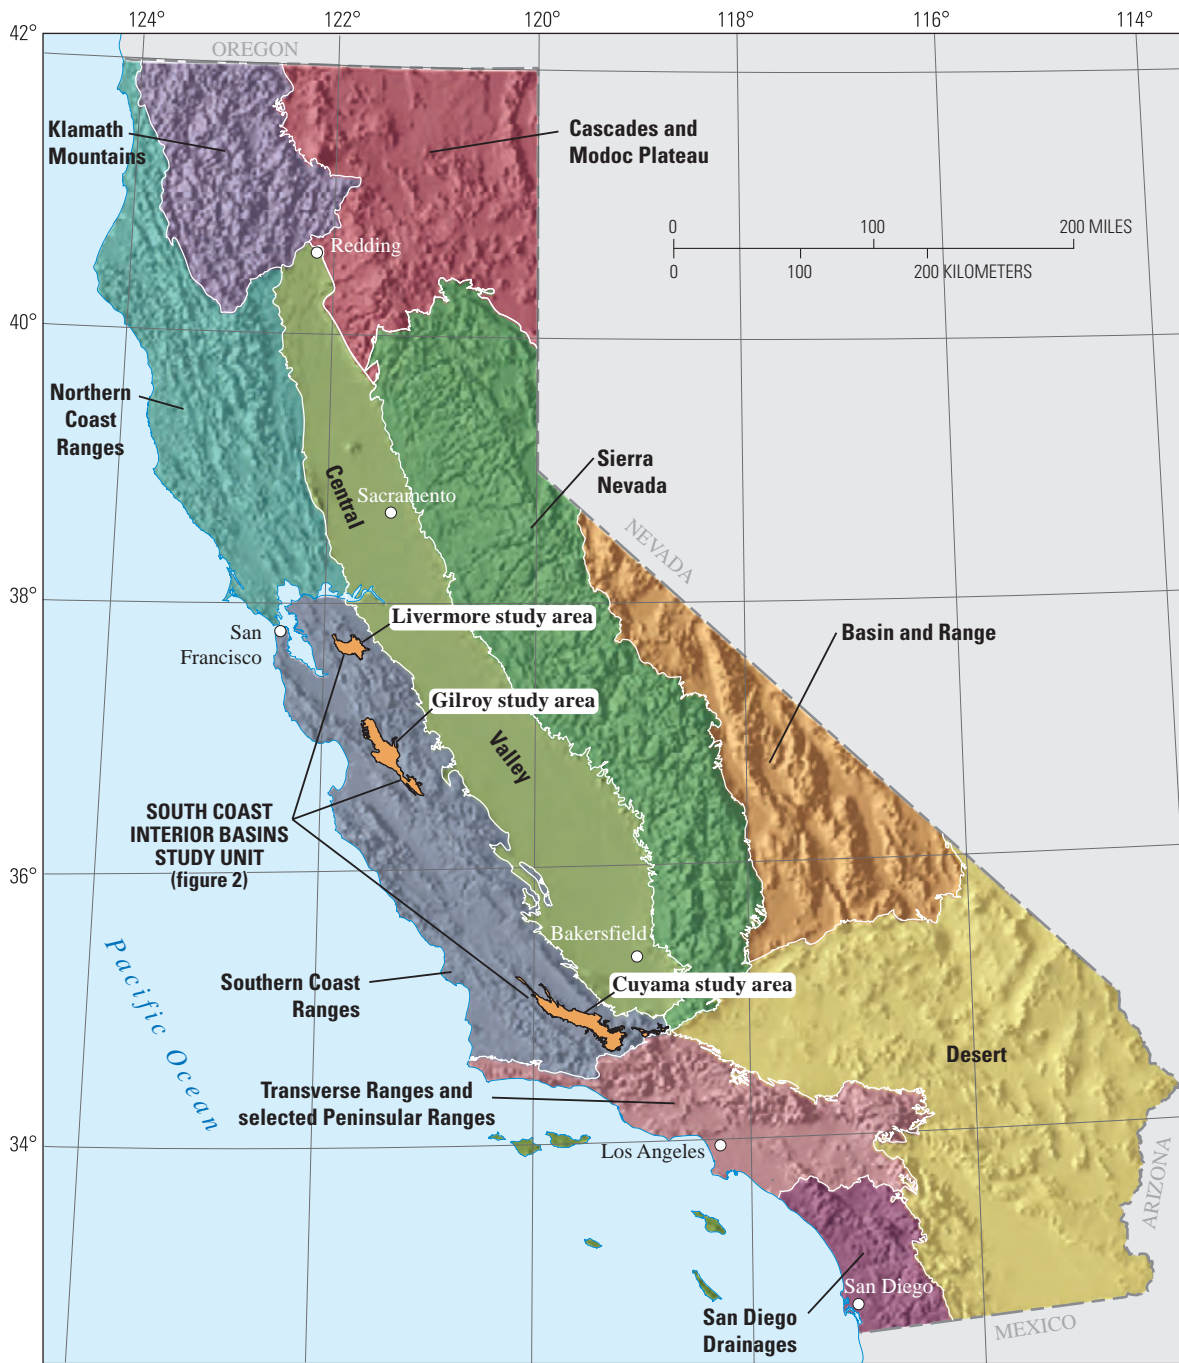 124°
122°
120°
118°
116°
114°
42°
OREGON
Klamath
Mountains
Cascades and
Modoc Plateau
0
100
200 MILES
0
100
200 KILOMETERS
Redding
40°
Northern
Coast
Ranges
Central
Sacramento
Sierra
Nevada
NEVADA
38°
Livermore study area
San
Francisco
Basin and Range
Gilroy study area
Valley
SOUTH COAST
INTERIOR BASINS
STUDY UNIT
(figure 2)
36°
Bakersfield
Pacific Ocean
Southern Coast
Ranges
Cuyama study area
Desert
Transverse Ranges and
selected Peninsular Ranges
34°
Los Angeles
ARIZONA
San Diego
San Diego
Drainages
MEXICO